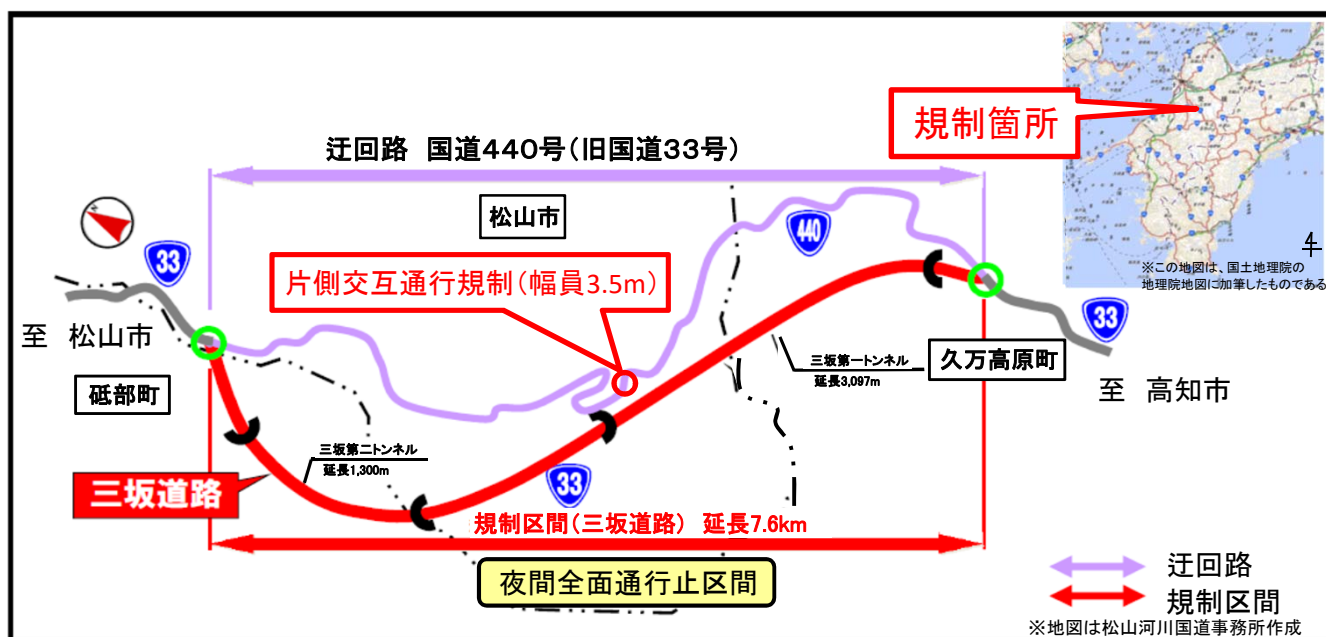 規制箇所
※この地図は、国土地理院の
地理院地図に加筆したものである
迂回路 国道440号(旧国道33号)
松山市
33
440
片側交互通行規制(幅員3.5m)
至 松山市
砥部町
三坂第一トンネル
延長3,097m
久万高原町
33
至 高知市
三坂第二トンネル
延長1,300m
三坂道路
33
規制区間(三坂道路) 延長7.6km
夜間全面通行止区間
迂回路
規制区間
※地図は松山河川国道事務所作成